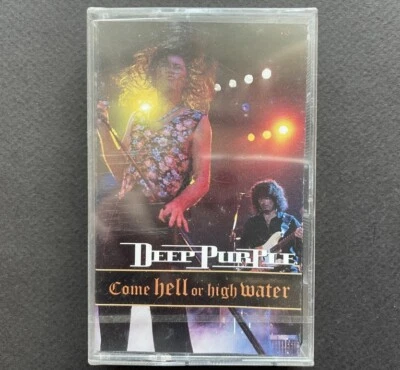 DEEP PURPLE
Come hell or high water